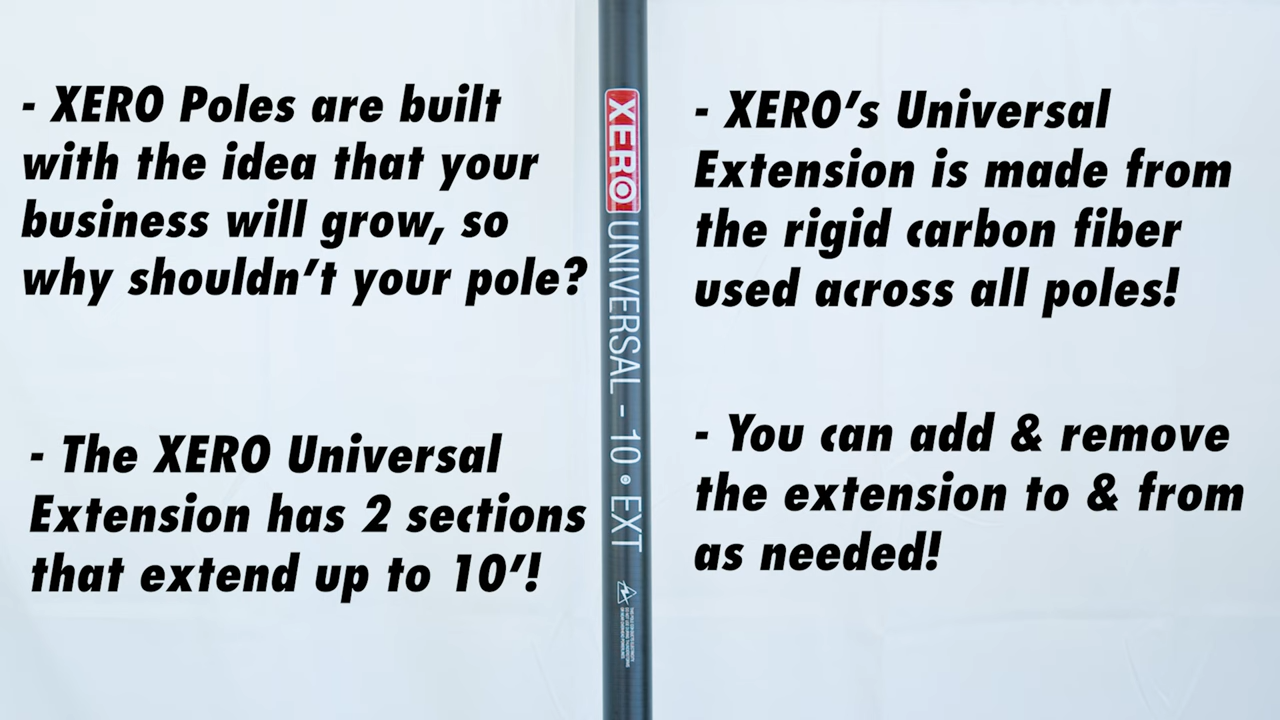 - XERO Poles are built
with the idea that your
business will grow, so
why shouldn't your pole?
- The XERO Universal
Extension has 2 sections
that extend up to 10'!
XERO UNIVERSAL - 10 • EXT
- XERO's Universal
Extension is made from
the rigid carbon fiber
used across all poles!
- You can add & remove
the extension to & from
as needed!